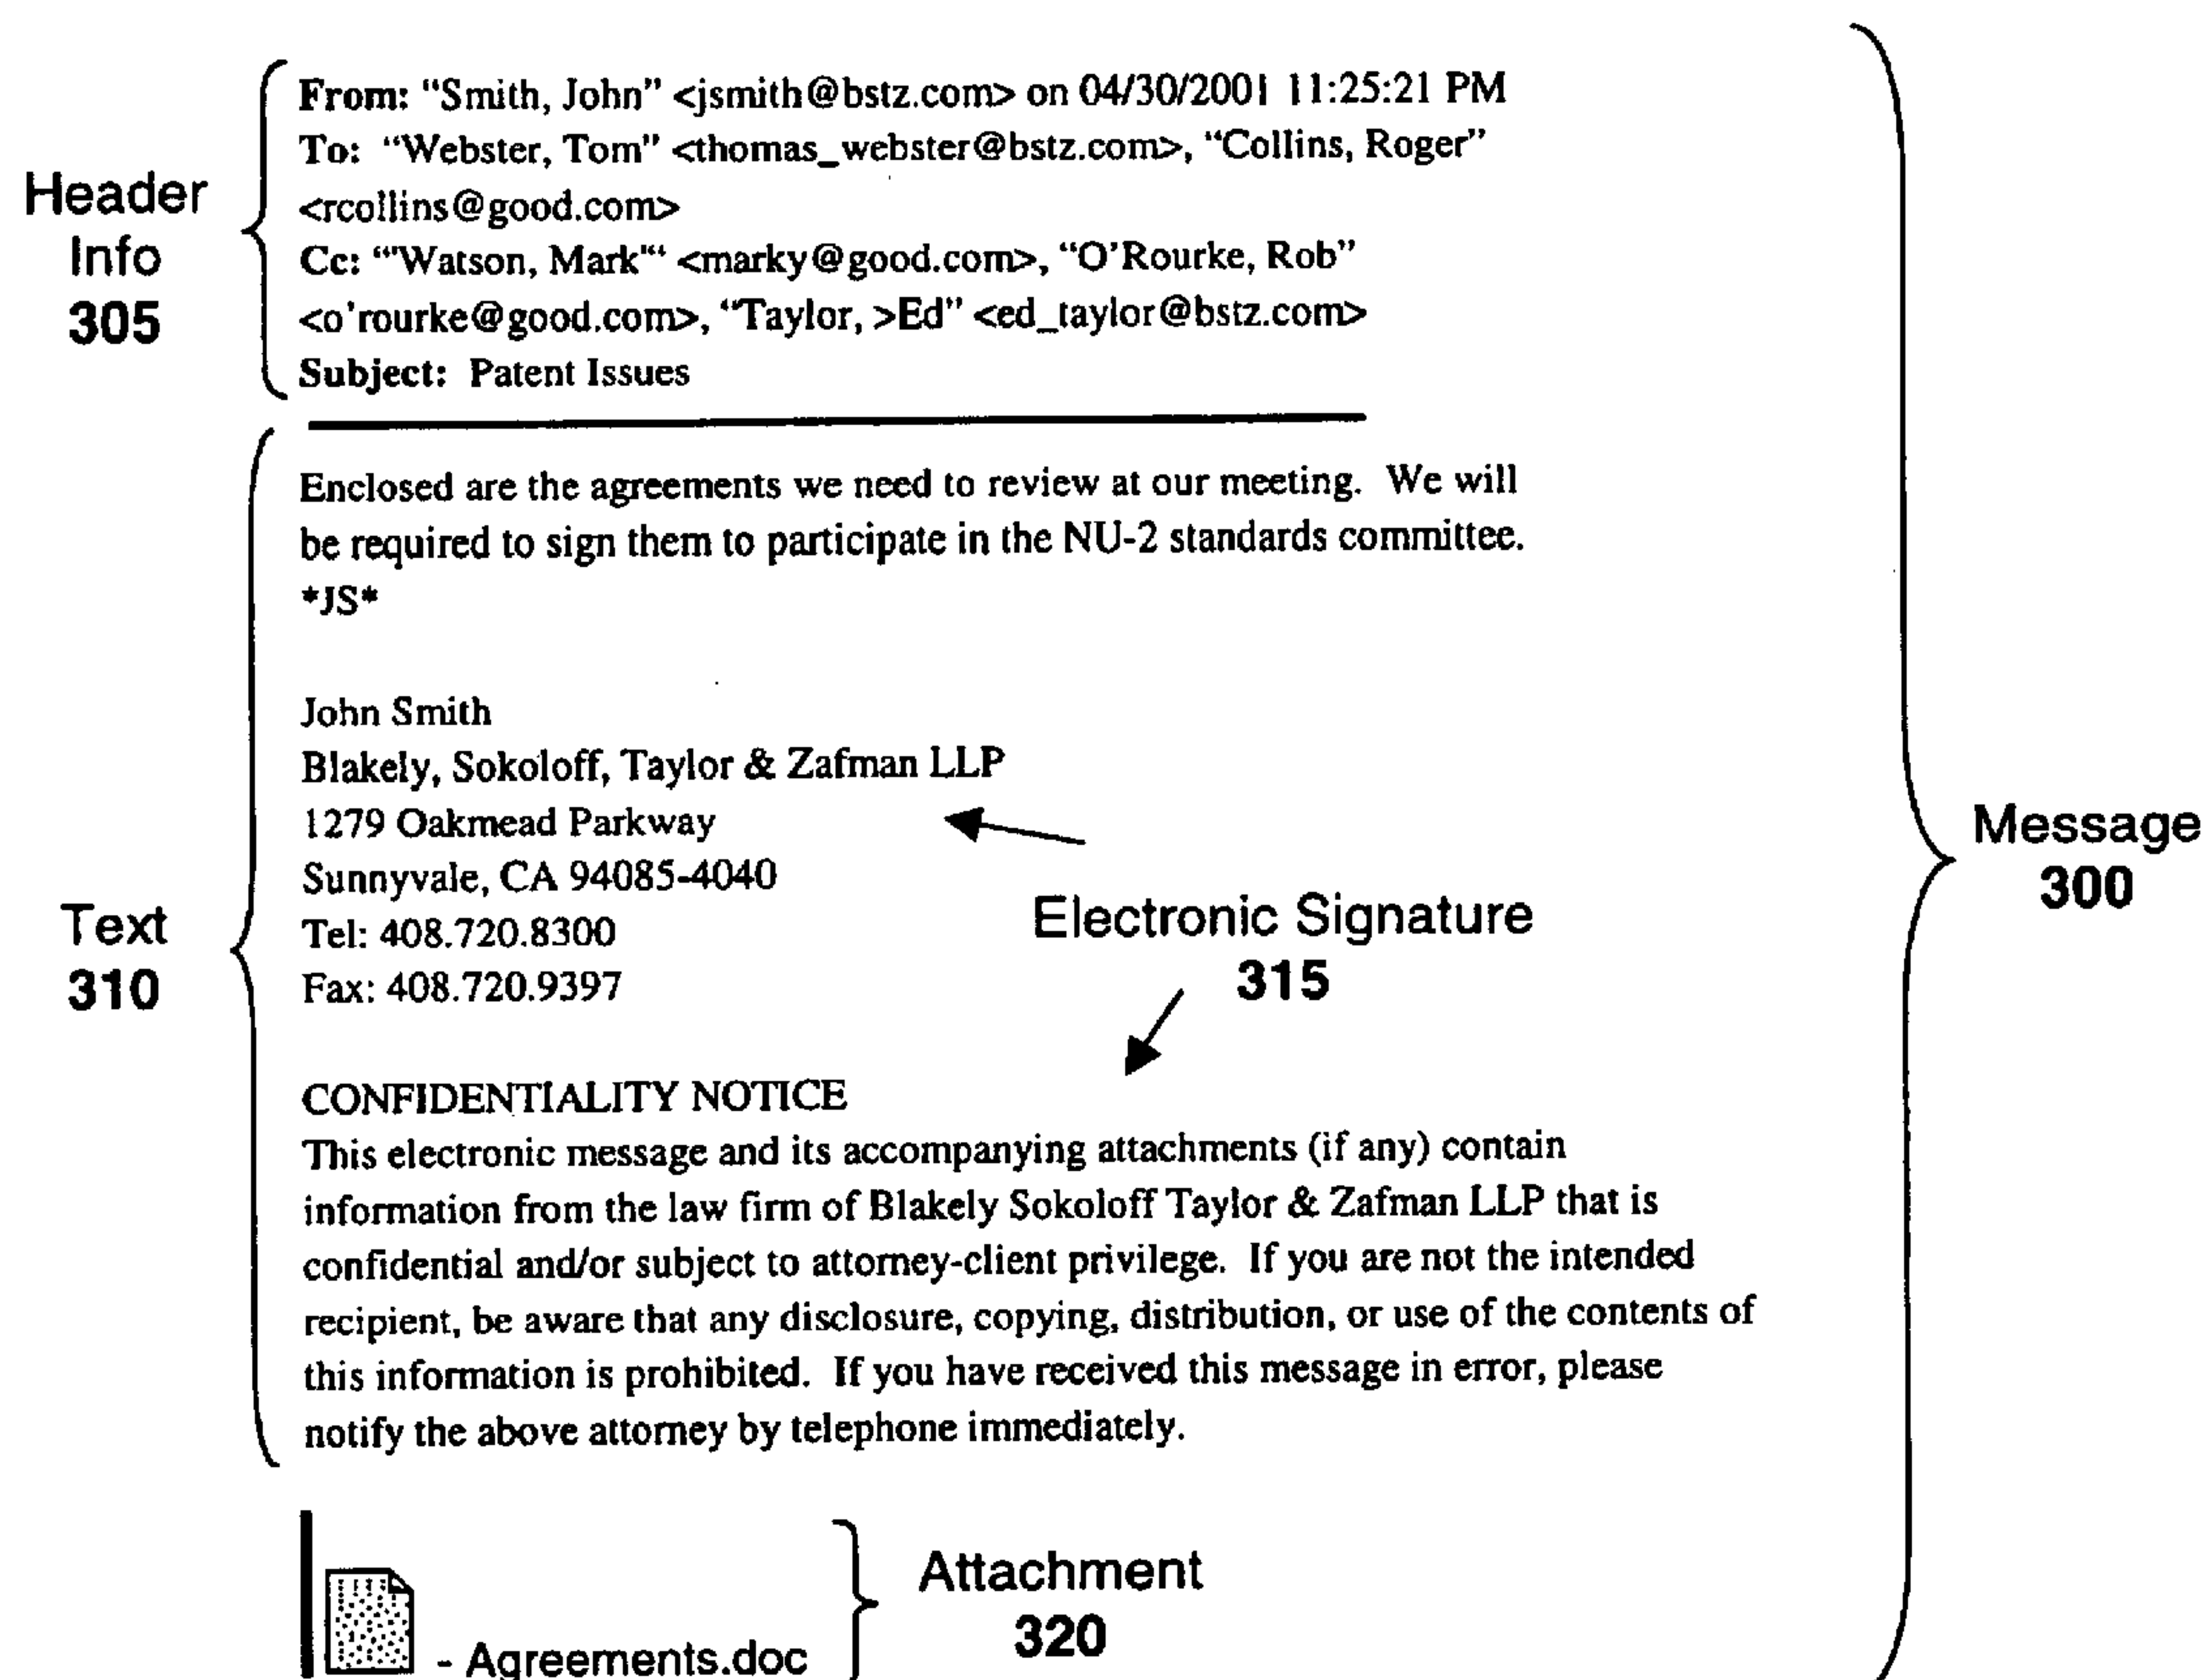 From: “Smith, John” <jsmith@bstz.com> on 04/30/2001 11:25:21 PM
To: “Webster, Tom” <thomas_webster@bstz.com>, “Collins, Roger”
<rcollins@good.com>
Cc: “'Watson, Mark'“ <marky@good.com>, “O’Rourke, Rob”
<o’rourke@good.com>, “Taylor, >Ed” <ed_taylor@bstz.com>
Subject: Patent Issues
Header
Info
305
Enclosed are the agreements we need to review at our meeting. We will
be required to sign them to participate in the NU-2 standards committee.
*JS*
John Smith
Blakely, Sokoloff, Taylor & Zafman LLP
1279 Oakmead Parkway
Sunnyvale, CA 94085-4040
Tel: 408.720.8300
Fax: 408.720.9397
Text
310
Electronic Signature
315
Message
300
CONFIDENTIALITY NOTICE
This electronic message and its accompanying attachments (if any) contain
information from the law firm of Blakely Sokoloff Taylor & Zafman LLP that is
confidential and/or subject to attorney-client privilege. If you are not the intended
recipient, be aware that any disclosure, copying, distribution, or use of the contents of
this information is prohibited. If you have received this message in error, please
notify the above attorney by telephone immediately.
- Agreements.doc
Attachment
320